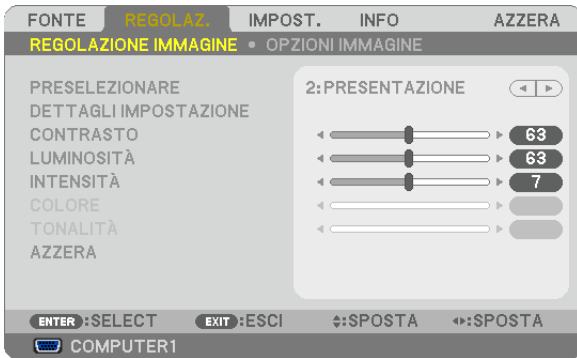 FONTE REGOLAZ. IMPOST. INFO AZZERA
REGOLAZIONE IMMAGINE • OPZIONI IMMAGINE
PRESELEZIONARE 2:PRESENTAZIONE
DETTAGLI IMPOSTAZIONE
CONTRASTO 63
LUMINOSITÀ 63
INTENSITÀ 7
COLORE
TONALITÀ
AZZERA
ENTER :SELECT EXIT :ESCI :SPOSTA :SPOSTA
COMPUTER1